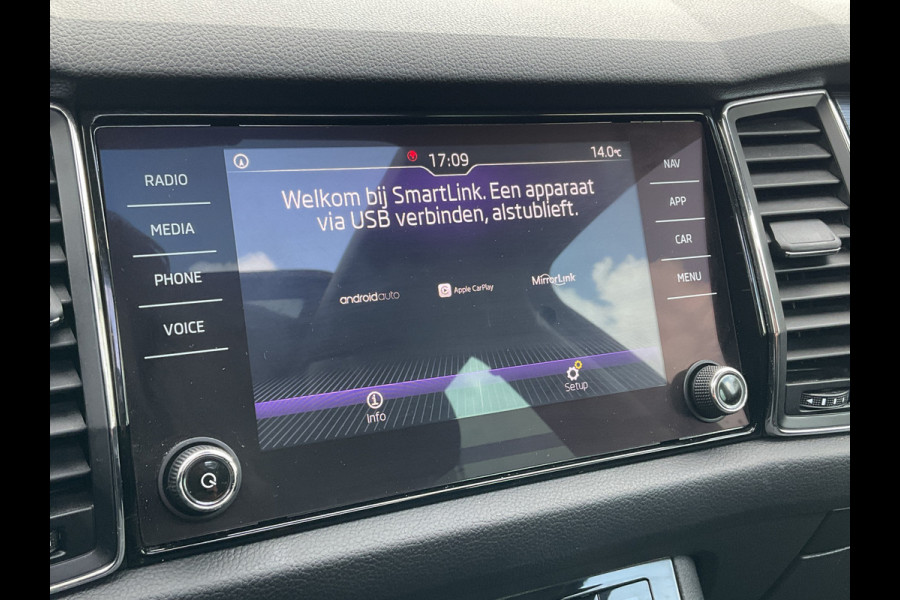 17:09
14.0°C
RADIO
MEDIA
PHONE
VOICE
Welkom bij SmartLink. Een apparaat
via USB verbinden, alstublieft.
androidauto
Apple CarPlay
MirrorLink
Info
Setup
NAV
APP
CAR
MENU